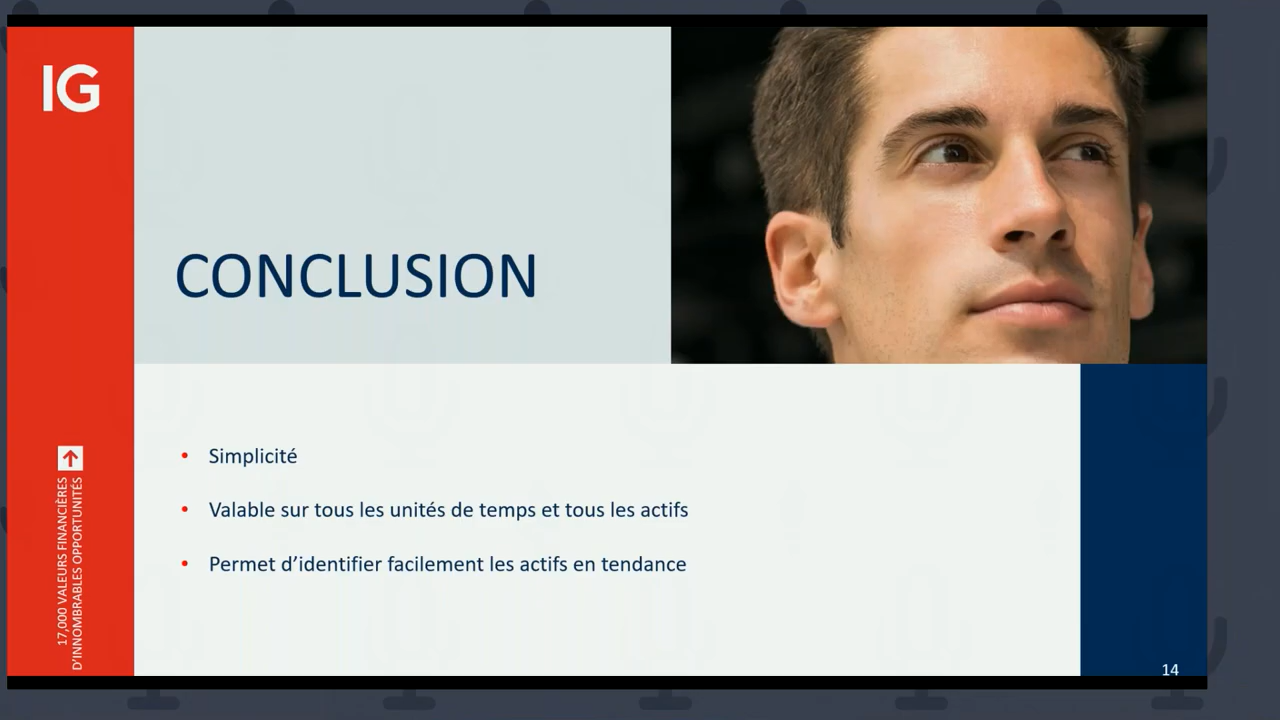 IG
CONCLUSION
• Simplicité
• Valable sur tous les unités de temps et tous les actifs
• Permet d’identifier facilement les actifs en tendance
17,000 VALEURS FINANCIÈRES
D'INNOMBRABLES OPPORTUNITÉS
14